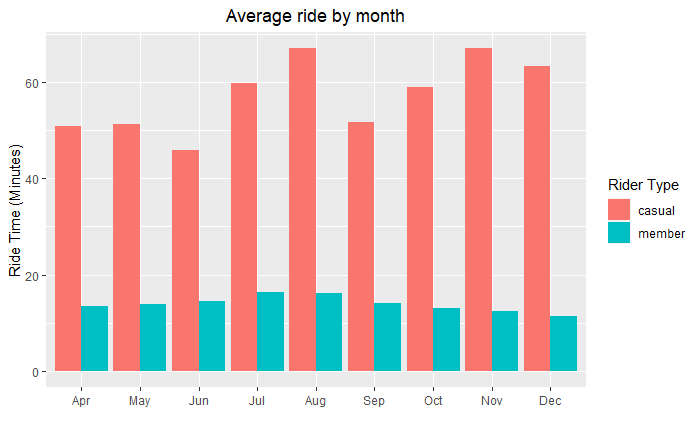 Average ride by month
Ride Time (Minutes)
60
40
20
0
Apr May Jun Jul Aug Sep Oct Nov Dec
Rider Type
casual
member